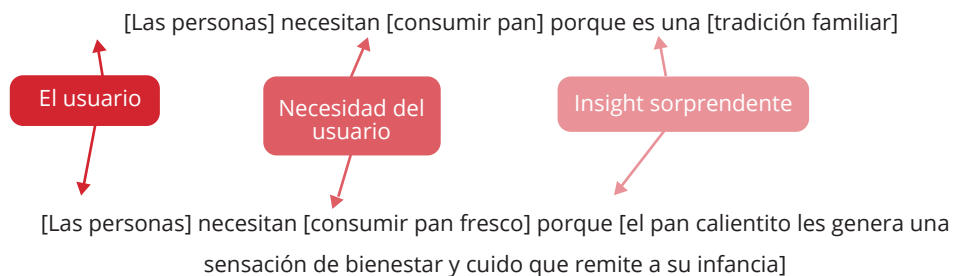 [Las personas] necesitan [consumir pan] porque es una [tradición familiar]
El usuario
Necesidad del
usuario
Insight sorprendente
[Las personas] necesitan [consumir pan fresco] porque [el pan calientito les genera una
sensación de bienestar y cuido que remite a su infancia]